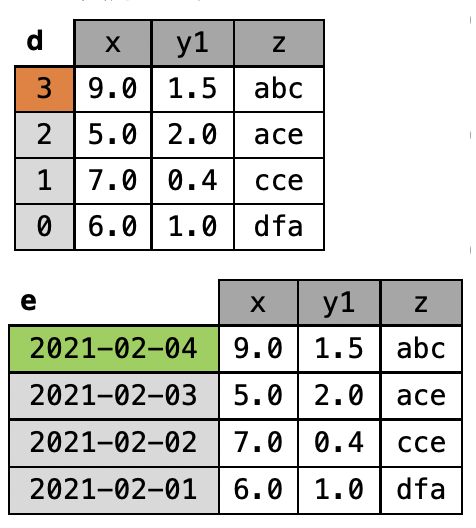 d x y1 z
3 9.0 1.5 abc
2 5.0 2.0 ace
1 7.0 0.4 cce
0 6.0 1.0 dfa
e x y1 z
2021-02-04 9.0 1.5 abc
2021-02-03 5.0 2.0 ace
2021-02-02 7.0 0.4 cce
2021-02-01 6.0 1.0 dfa